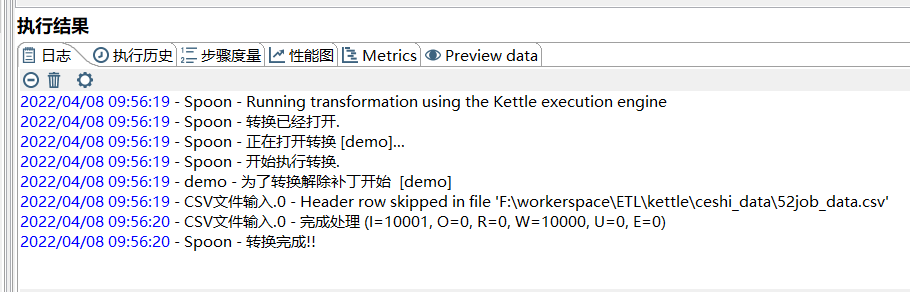 执行结果
日志 执行历史 步骤度量 性能图 Metrics Preview data
2022/04/08 09:56:19 - Spoon - Running transformation using the Kettle execution engine
2022/04/08 09:56:19 - Spoon - 转换已经打开.
2022/04/08 09:56:19 - Spoon - 正在打开转换 [demo]...
2022/04/08 09:56:19 - Spoon - 开始执行转换.
2022/04/08 09:56:19 - demo - 为了转换解除补丁开始  [demo]
2022/04/08 09:56:19 - CSV文件输入.0 - Header row skipped in file 'F:\workerspace\ETL\kettle\ceshi_data\52job_data.csv'
2022/04/08 09:56:20 - CSV文件输入.0 - 完成处理 (I=10001, O=0, R=0, W=10000, U=0, E=0)
2022/04/08 09:56:20 - Spoon - 转换完成!!